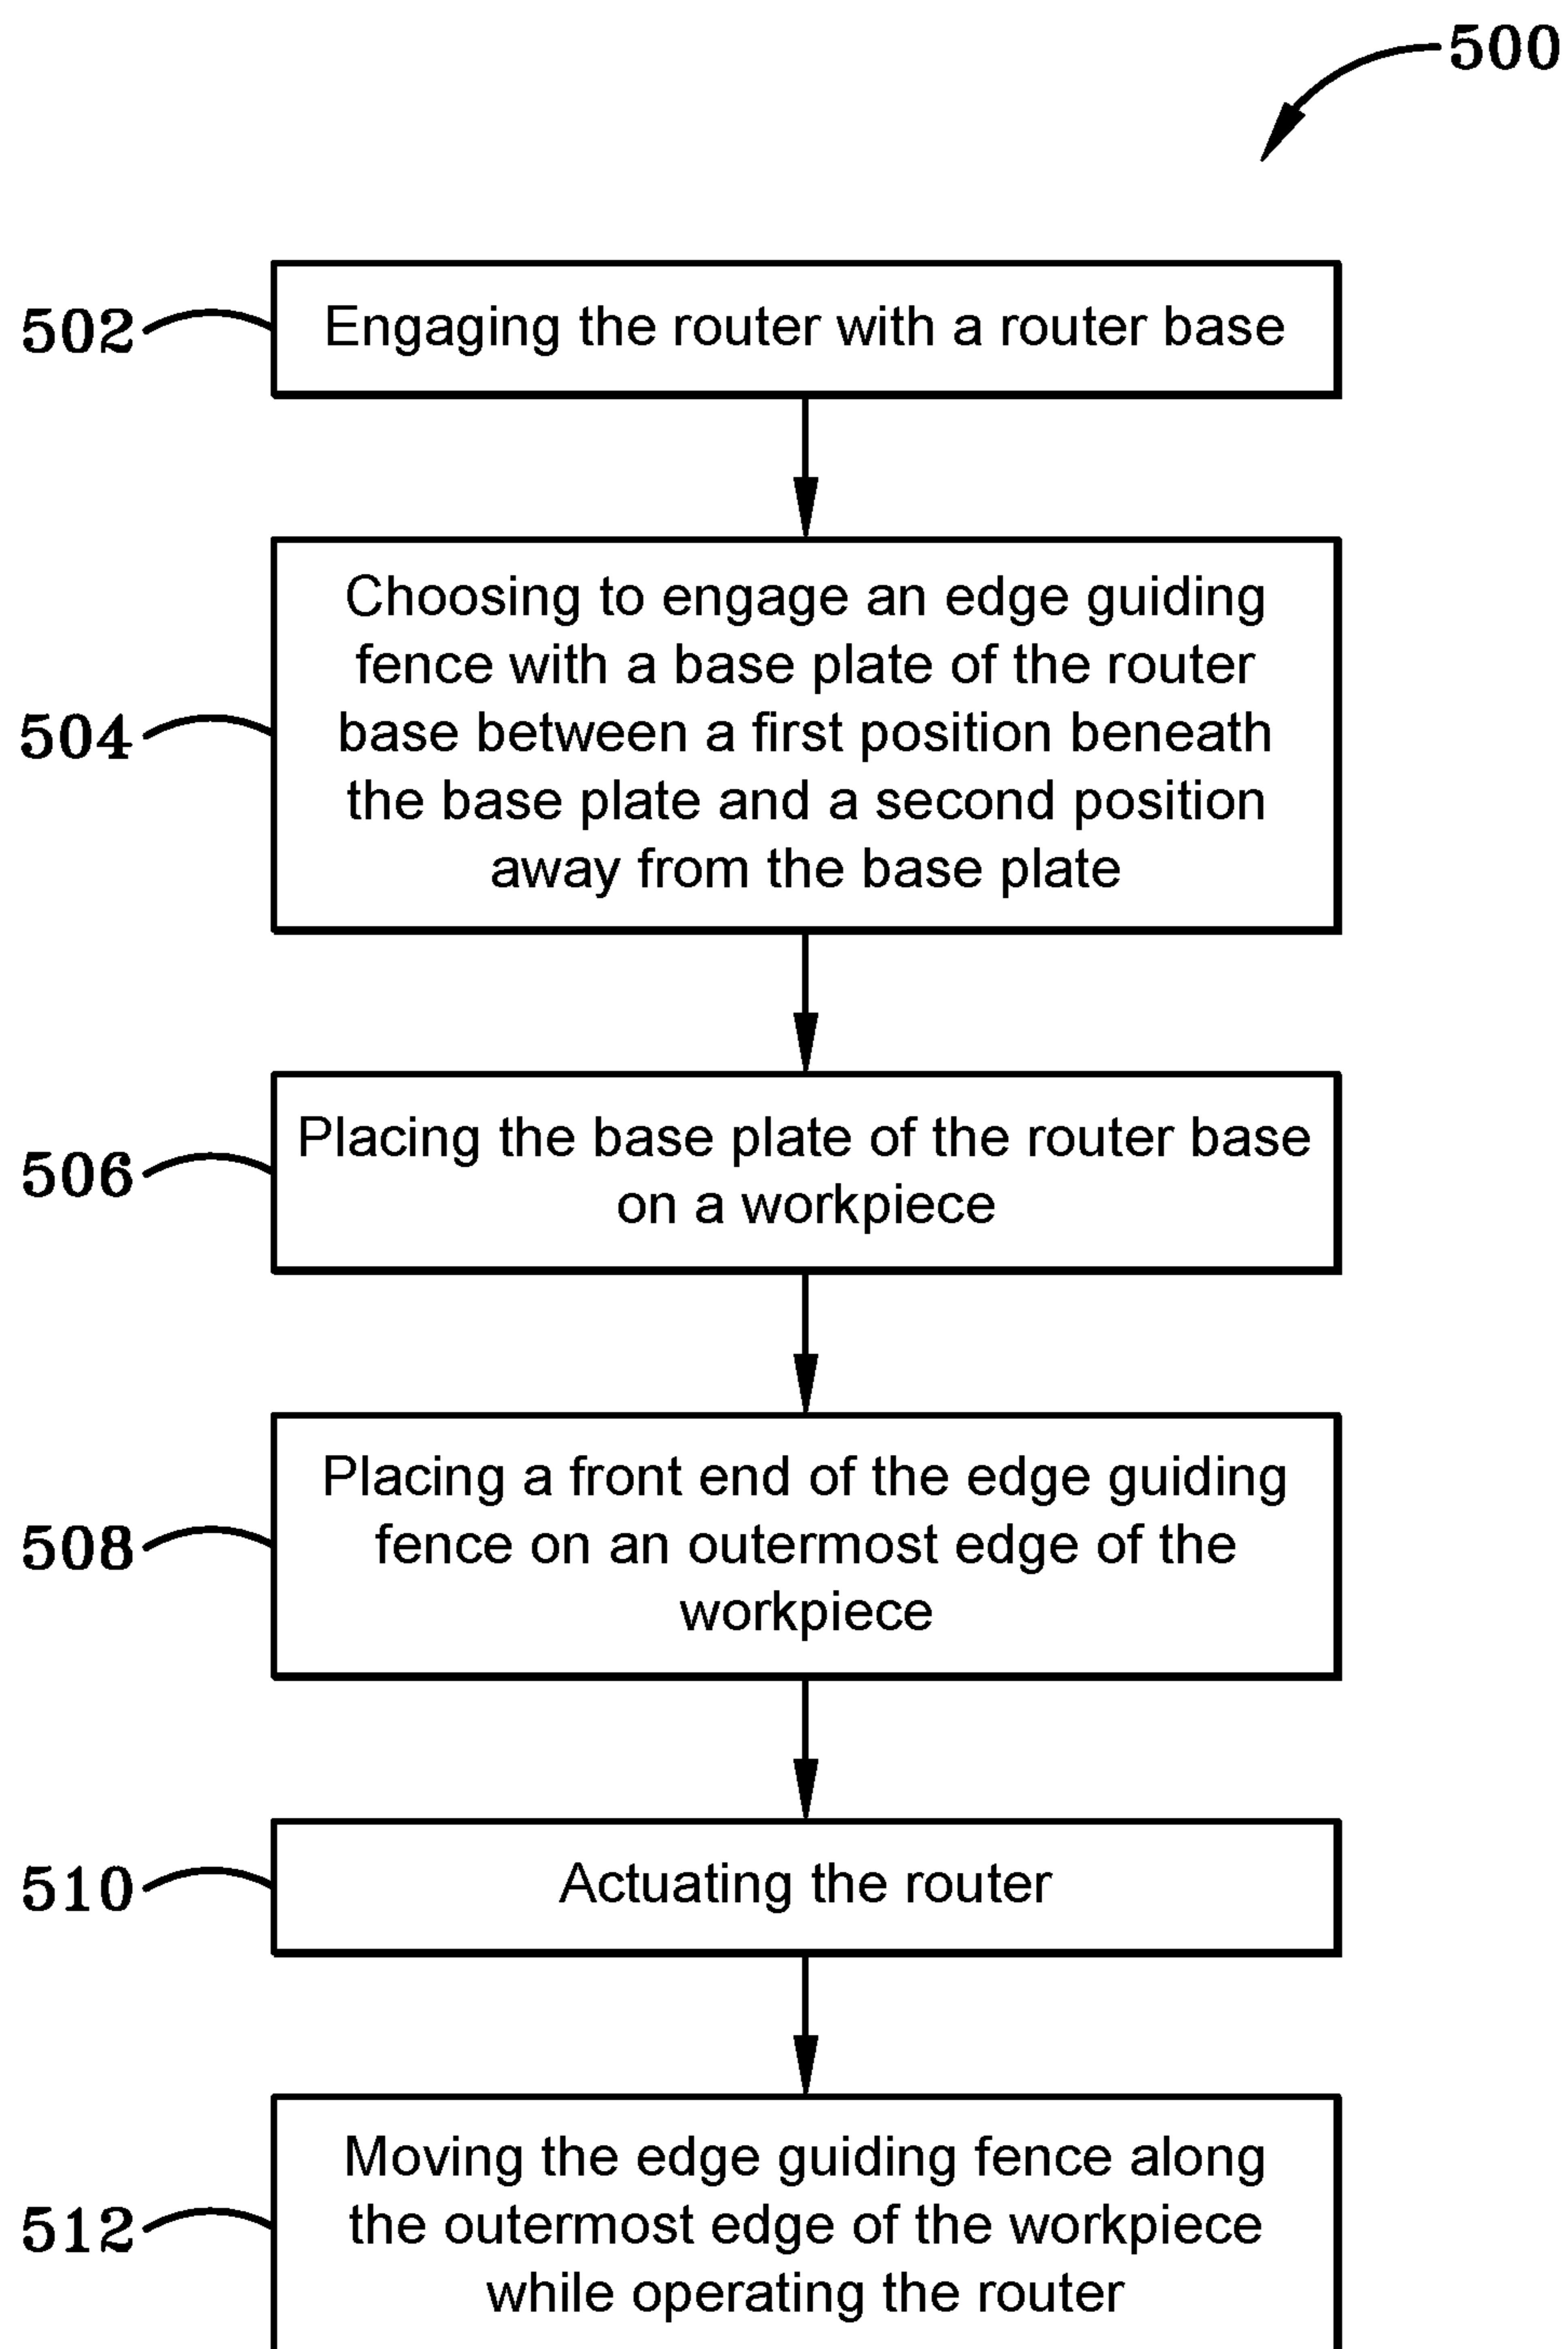 500
502
Engaging the router with a router base
504
Choosing to engage an edge guiding
fence with a base plate of the router
base between a first position beneath
the base plate and a second position
away from the base plate
506
Placing the base plate of the router base
on a workpiece
508
Placing a front end of the edge guiding
fence on an outermost edge of the
workpiece
510
Actuating the router
512
Moving the edge guiding fence along
the outermost edge of the workpiece
while operating the router